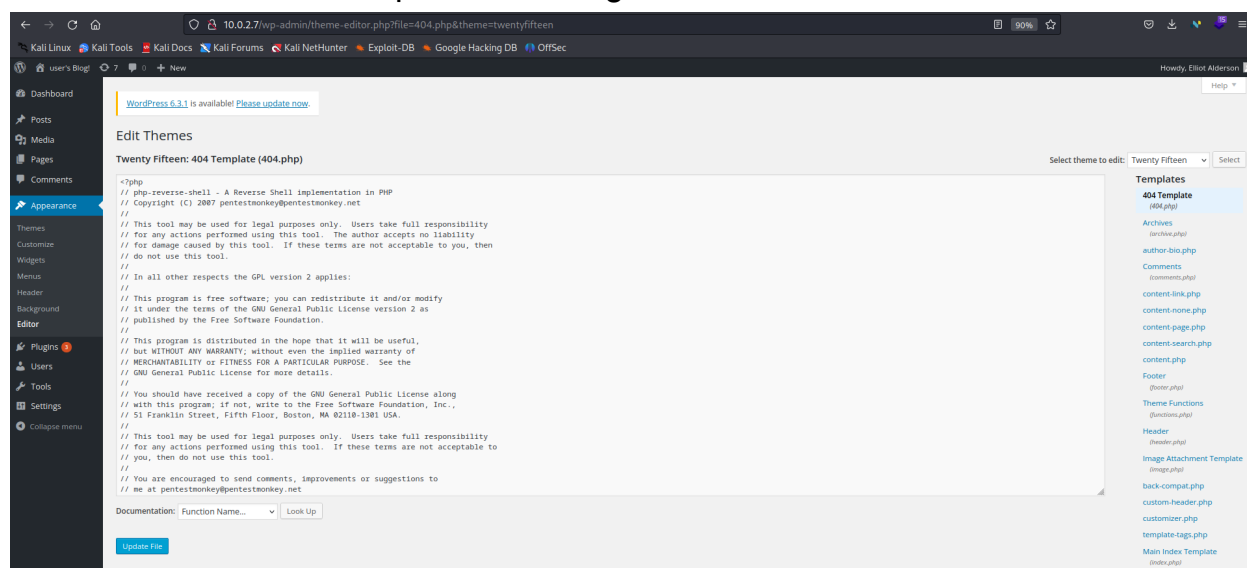 10.0.2.7/wp-admin/theme-editor.php?file=404.php&theme=twentyfifteen
90%
15
Kali Linux Kali Tools Kali Docs Kali Forums Kali NetHunter Exploit-DB Google Hacking DB OffSec
user's Blog! 7 0 + New
Howdy, Elliot Alderson
Help
Dashboard
Posts
Media
Pages
Comments
Appearance
Themes
Customize
Widgets
Menus
Header
Background
Editor
Plugins 3
Users
Tools
Settings
Collapse menu
WordPress 6.3.1 is available! Please update now.
Edit Themes
Twenty Fifteen: 404 Template (404.php)
Select theme to edit: Twenty Fifteen Select
<?php
// php-reverse-shell - A Reverse Shell implementation in PHP
// Copyright (C) 2007 pentestmonkey@pentestmonkey.net
//
// This tool may be used for legal purposes only.  Users take full responsibility
// for any actions performed using this tool.  The author accepts no liability
// for damage caused by this tool.  If these terms are not acceptable to you, then
// do not use this tool.
//
// In all other respects the GPL version 2 applies:
//
// This program is free software; you can redistribute it and/or modify
// it under the terms of the GNU General Public License version 2 as
// published by the Free Software Foundation.
//
// This program is distributed in the hope that it will be useful,
// but WITHOUT ANY WARRANTY; without even the implied warranty of
// MERCHANTABILITY or FITNESS FOR A PARTICULAR PURPOSE.  See the
// GNU General Public License for more details.
//
// You should have received a copy of the GNU General Public License along
// with this program; if not, write to the Free Software Foundation, Inc.,
// 51 Franklin Street, Fifth Floor, Boston, MA 02110-1301 USA.
//
// This tool may be used for legal purposes only.  Users take full responsibility
// for any actions performed using this tool.  If these terms are not acceptable to
// you, then do not use this tool.
//
// You are encouraged to send comments, improvements or suggestions to
// me at pentestmonkey@pentestmonkey.net
Documentation: Function Name... Look Up
Update File
Templates
404 Template
(404.php)
Archives
(archive.php)
author-bio.php
Comments
(comments.php)
content-link.php
content-none.php
content-page.php
content-search.php
content.php
Footer
(footer.php)
Theme Functions
(functions.php)
Header
(header.php)
Image Attachment Template
(image.php)
back-compat.php
custom-header.php
customizer.php
template-tags.php
Main Index Template
(index.php)